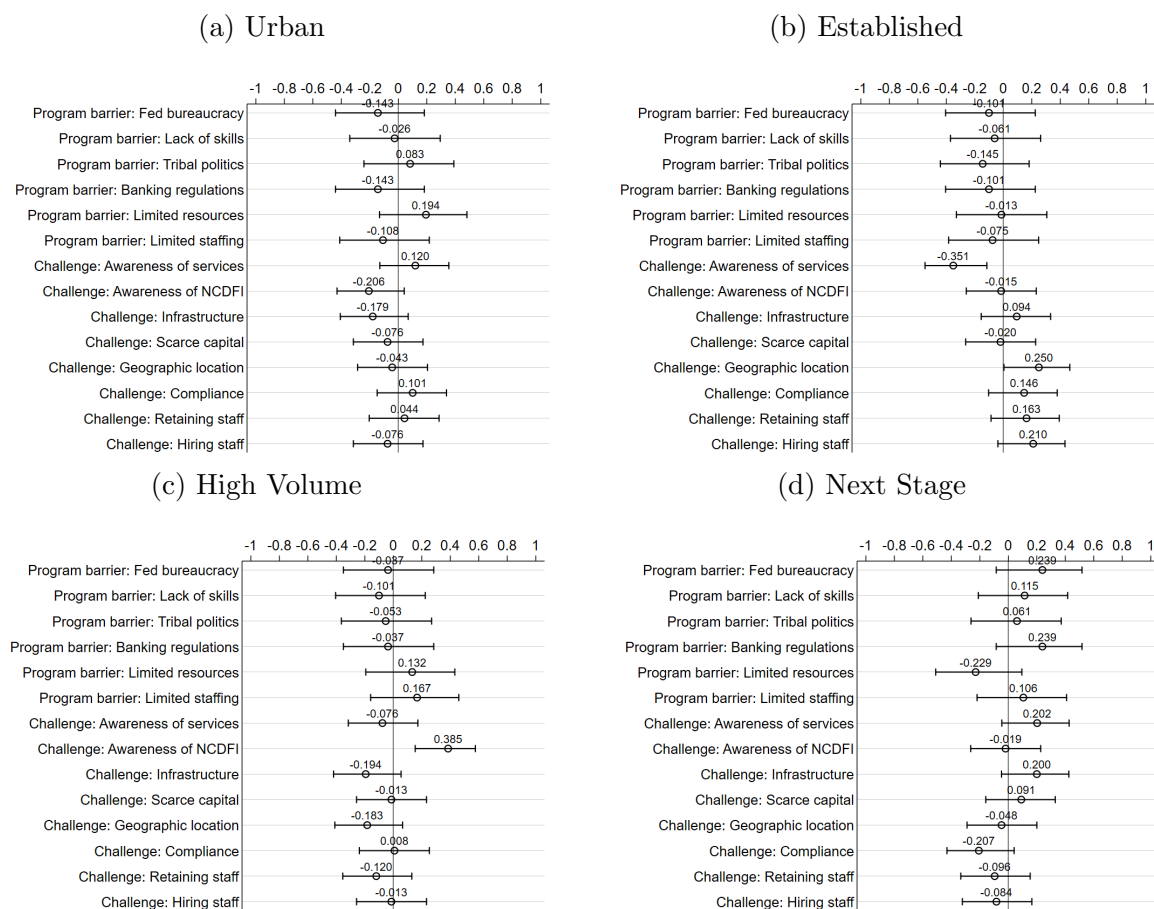 (a) Urban
-1 -0.8 -0.6 -0.4 -0.2 0 0.2 0.4 0.6 0.8 1
Program barrier: Fed bureaucracy -0.143
Program barrier: Lack of skills -0.026
Program barrier: Tribal politics 0.083
Program barrier: Banking regulations -0.143
Program barrier: Limited resources 0.194
Program barrier: Limited staffing -0.108
Challenge: Awareness of services 0.120
Challenge: Awareness of NCDFI -0.206
Challenge: Infrastructure -0.179
Challenge: Scarce capital -0.076
Challenge: Geographic location -0.043
Challenge: Compliance 0.101
Challenge: Retaining staff 0.044
Challenge: Hiring staff -0.076
(b) Established
-1 -0.8 -0.6 -0.4 -0.2 0 0.2 0.4 0.6 0.8 1
Program barrier: Fed bureaucracy -0.101
Program barrier: Lack of skills -0.061
Program barrier: Tribal politics -0.145
Program barrier: Banking regulations -0.101
Program barrier: Limited resources -0.013
Program barrier: Limited staffing -0.075
Challenge: Awareness of services -0.351
Challenge: Awareness of NCDFI -0.015
Challenge: Infrastructure 0.094
Challenge: Scarce capital -0.020
Challenge: Geographic location 0.250
Challenge: Compliance 0.146
Challenge: Retaining staff 0.163
Challenge: Hiring staff 0.210
(c) High Volume
-1 -0.8 -0.6 -0.4 -0.2 0 0.2 0.4 0.6 0.8 1
Program barrier: Fed bureaucracy -0.037
Program barrier: Lack of skills -0.101
Program barrier: Tribal politics -0.053
Program barrier: Banking regulations -0.037
Program barrier: Limited resources 0.132
Program barrier: Limited staffing 0.167
Challenge: Awareness of services -0.076
Challenge: Awareness of NCDFI 0.385
Challenge: Infrastructure -0.194
Challenge: Scarce capital -0.013
Challenge: Geographic location -0.183
Challenge: Compliance 0.008
Challenge: Retaining staff -0.120
Challenge: Hiring staff -0.013
(d) Next Stage
-1 -0.8 -0.6 -0.4 -0.2 0 0.2 0.4 0.6 0.8 1
Program barrier: Fed bureaucracy 0.239
Program barrier: Lack of skills 0.115
Program barrier: Tribal politics 0.061
Program barrier: Banking regulations 0.239
Program barrier: Limited resources -0.229
Program barrier: Limited staffing 0.106
Challenge: Awareness of services 0.202
Challenge: Awareness of NCDFI -0.019
Challenge: Infrastructure 0.200
Challenge: Scarce capital 0.091
Challenge: Geographic location -0.048
Challenge: Compliance -0.207
Challenge: Retaining staff -0.096
Challenge: Hiring staff -0.084